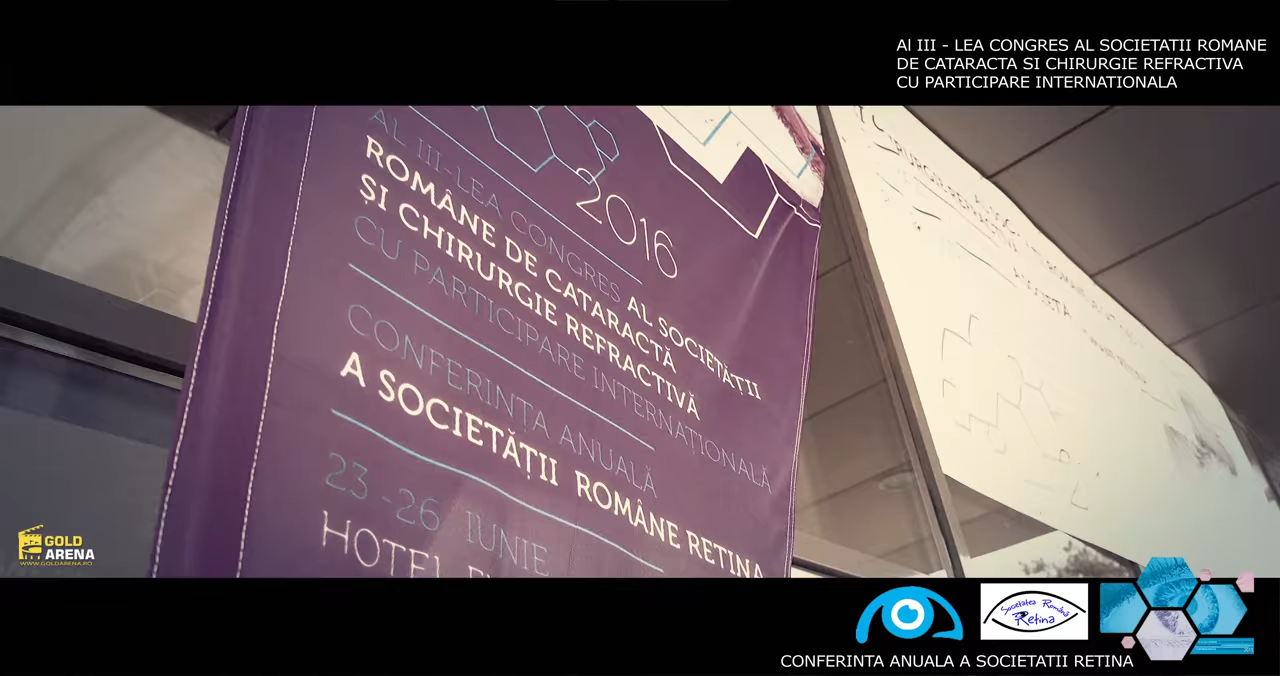 Al III - LEA CONGRES AL SOCIETATII ROMANE
DE CATARACTA SI CHIRURGIE REFRACTIVA
CU PARTICIPARE INTERNATIONALA
2016
AL III-LEA CONGRES AL SOCIETĂȚII
ROMÂNE DE CATARACTĂ
ȘI CHIRURGIE REFRACTIVĂ
CU PARTICIPARE INTERNAȚIONALĂ
CONFERINȚA ANUALĂ
A SOCIETĂȚII ROMÂNE RETINA
23-26 IUNIE
HOTEL
GOLD
ARENA
WWW.GOLDARENA.RO
Societatea Română
Retina
CONFERINTA ANUALA A SOCIETATII RETINA